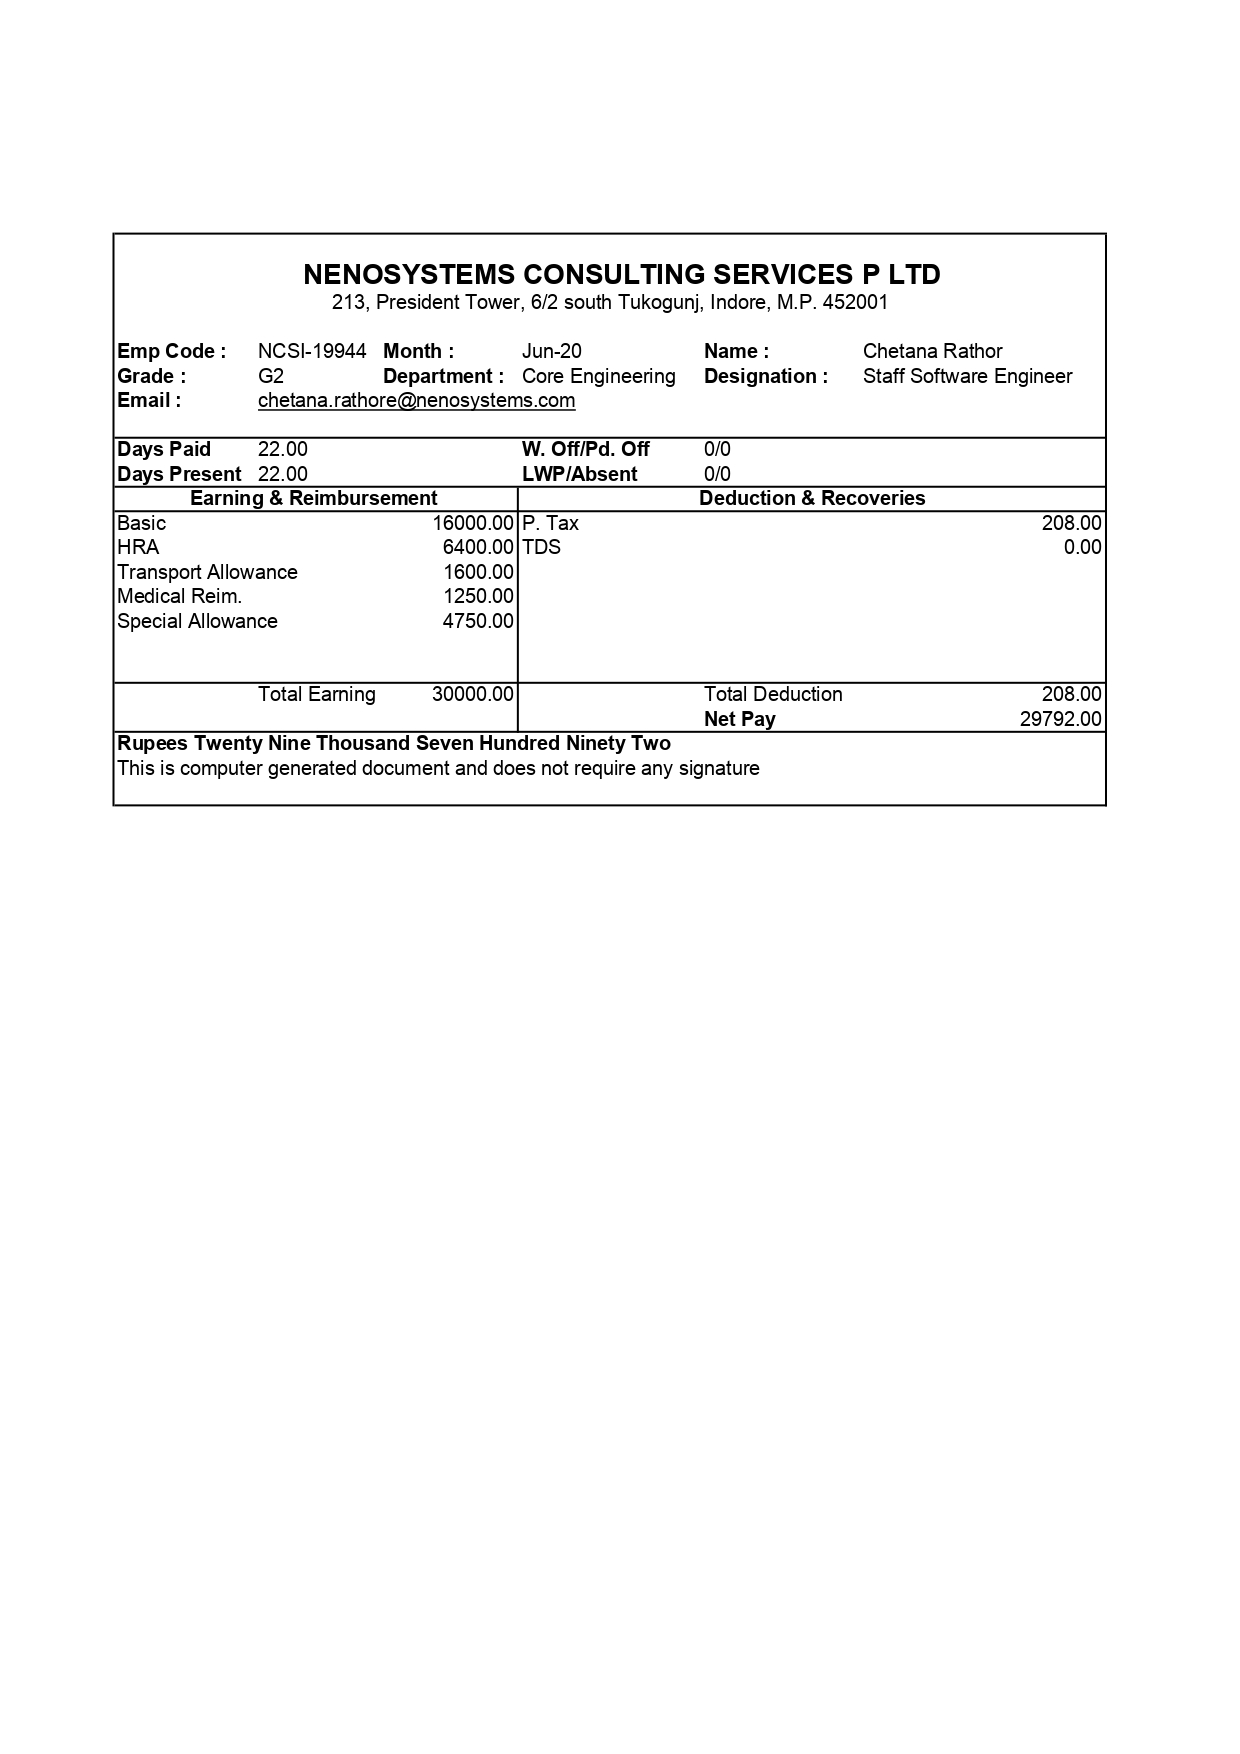 NENOSYSTEMS CONSULTING SERVICES P LTD
213, President Tower, 6/2 south Tukogunj, Indore, M.P. 452001
Emp Code : NCSI-19944 Month : Jun-20 Name : Chetana Rathor
Grade : G2 Department : Core Engineering Designation : Staff Software Engineer
Email : chetana.rathore@nenosystems.com
Days Paid 22.00 W. Off/Pd. Off 0/0
Days Present 22.00 LWP/Absent 0/0
Earning & Reimbursement Deduction & Recoveries
Basic 16000.00 P. Tax 208.00
HRA 6400.00 TDS 0.00
Transport Allowance 1600.00
Medical Reim. 1250.00
Special Allowance 4750.00
Total Earning 30000.00 Total Deduction 208.00
Net Pay 29792.00
Rupees Twenty Nine Thousand Seven Hundred Ninety Two
This is computer generated document and does not require any signature